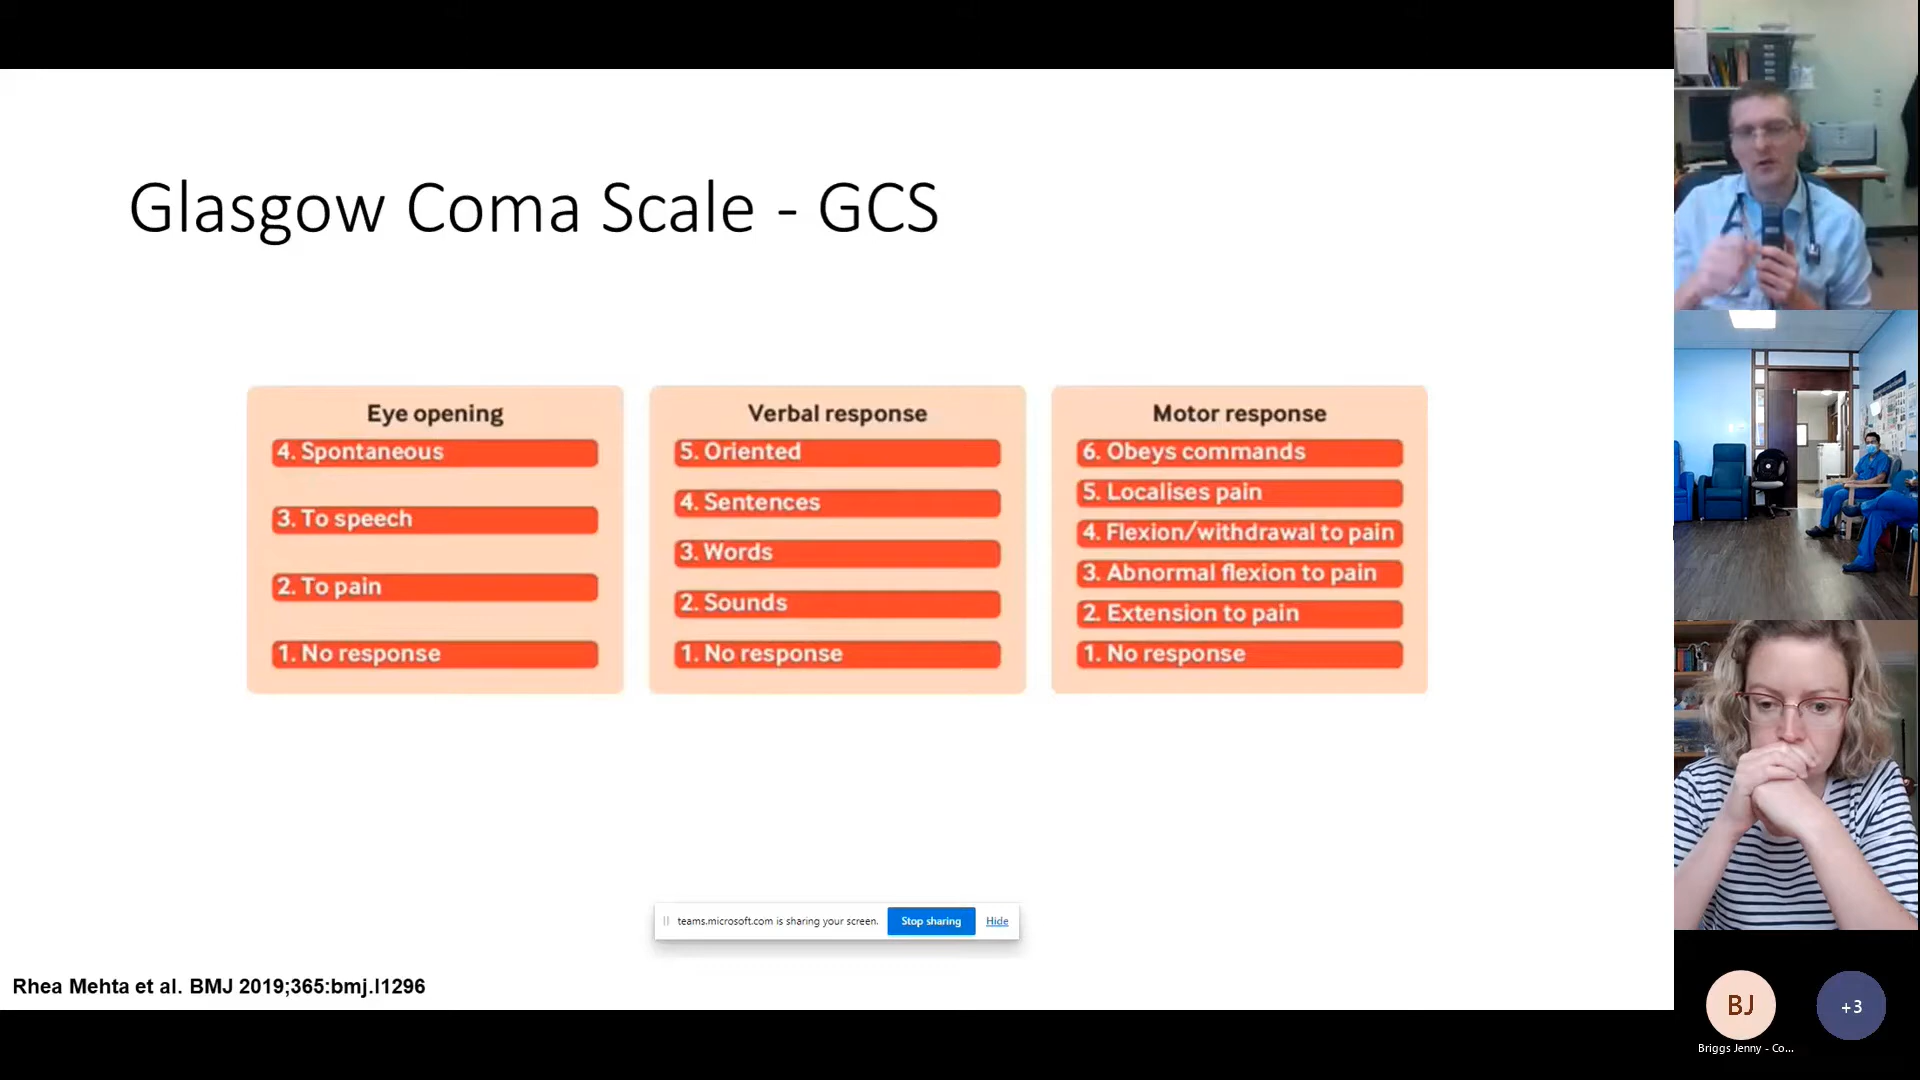 Glasgow Coma Scale - GCS
Eye opening
4. Spontaneous
3. To speech
2. To pain
1. No response
Verbal response
5. Oriented
4. Sentences
3. Words
2. Sounds
1. No response
Motor response
6. Obeys commands
5. Localises pain
4. Flexion/withdrawal to pain
3. Abnormal flexion to pain
2. Extension to pain
1. No response
teams.microsoft.com is sharing your screen.
Stop sharing
Hide
Rhea Mehta et al. BMJ 2019;365:bmj.l1296
BJ
+3
Briggs Jenny - Co...